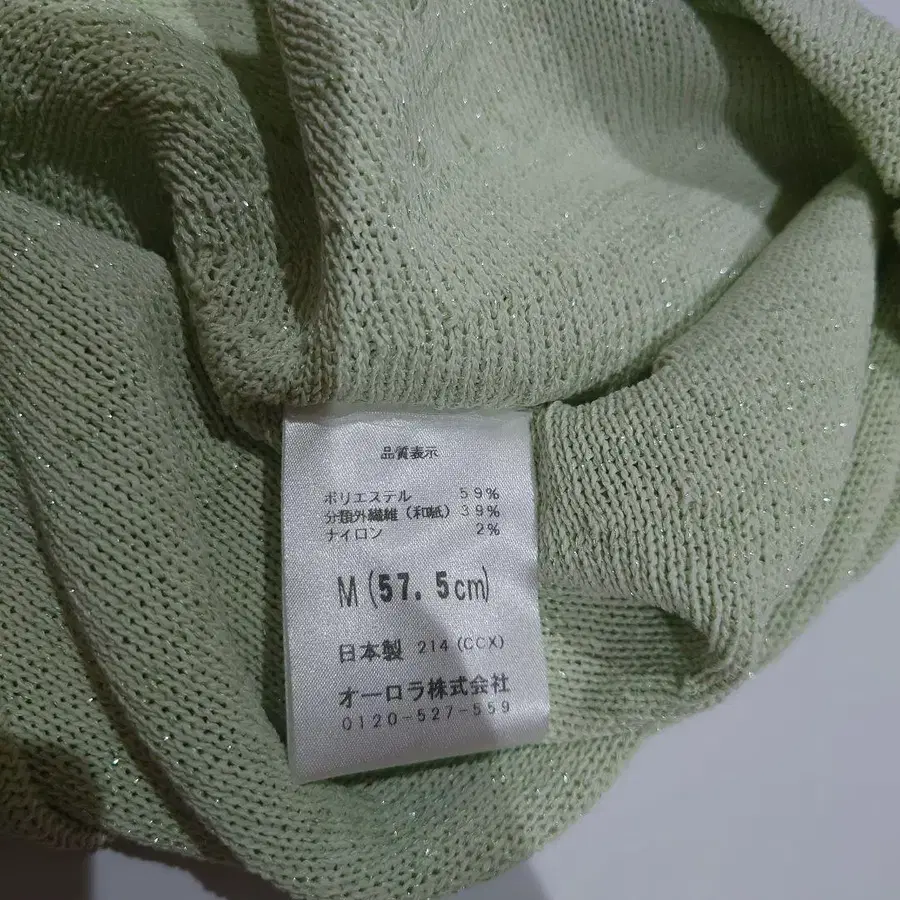 品質表示
ポリエステル 59%
分類外繊維(和紙) 39%
ナイロン 2%
M(57.5cm)
日本製 214(CCX)
オーロラ株式会社
0120-527-559